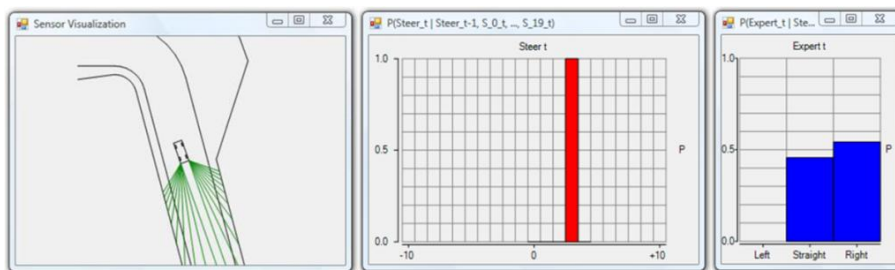 Sensor Visualization
P(Steer_t | Steer_t-1, S_0_t, ..., S_19_t)
Steer t
1.0
0.5
0.0
-10
0
+10
P
P(Expert_t | Ste...
Expert t
1.0
0.5
0.0
Left
Straight
Right
P